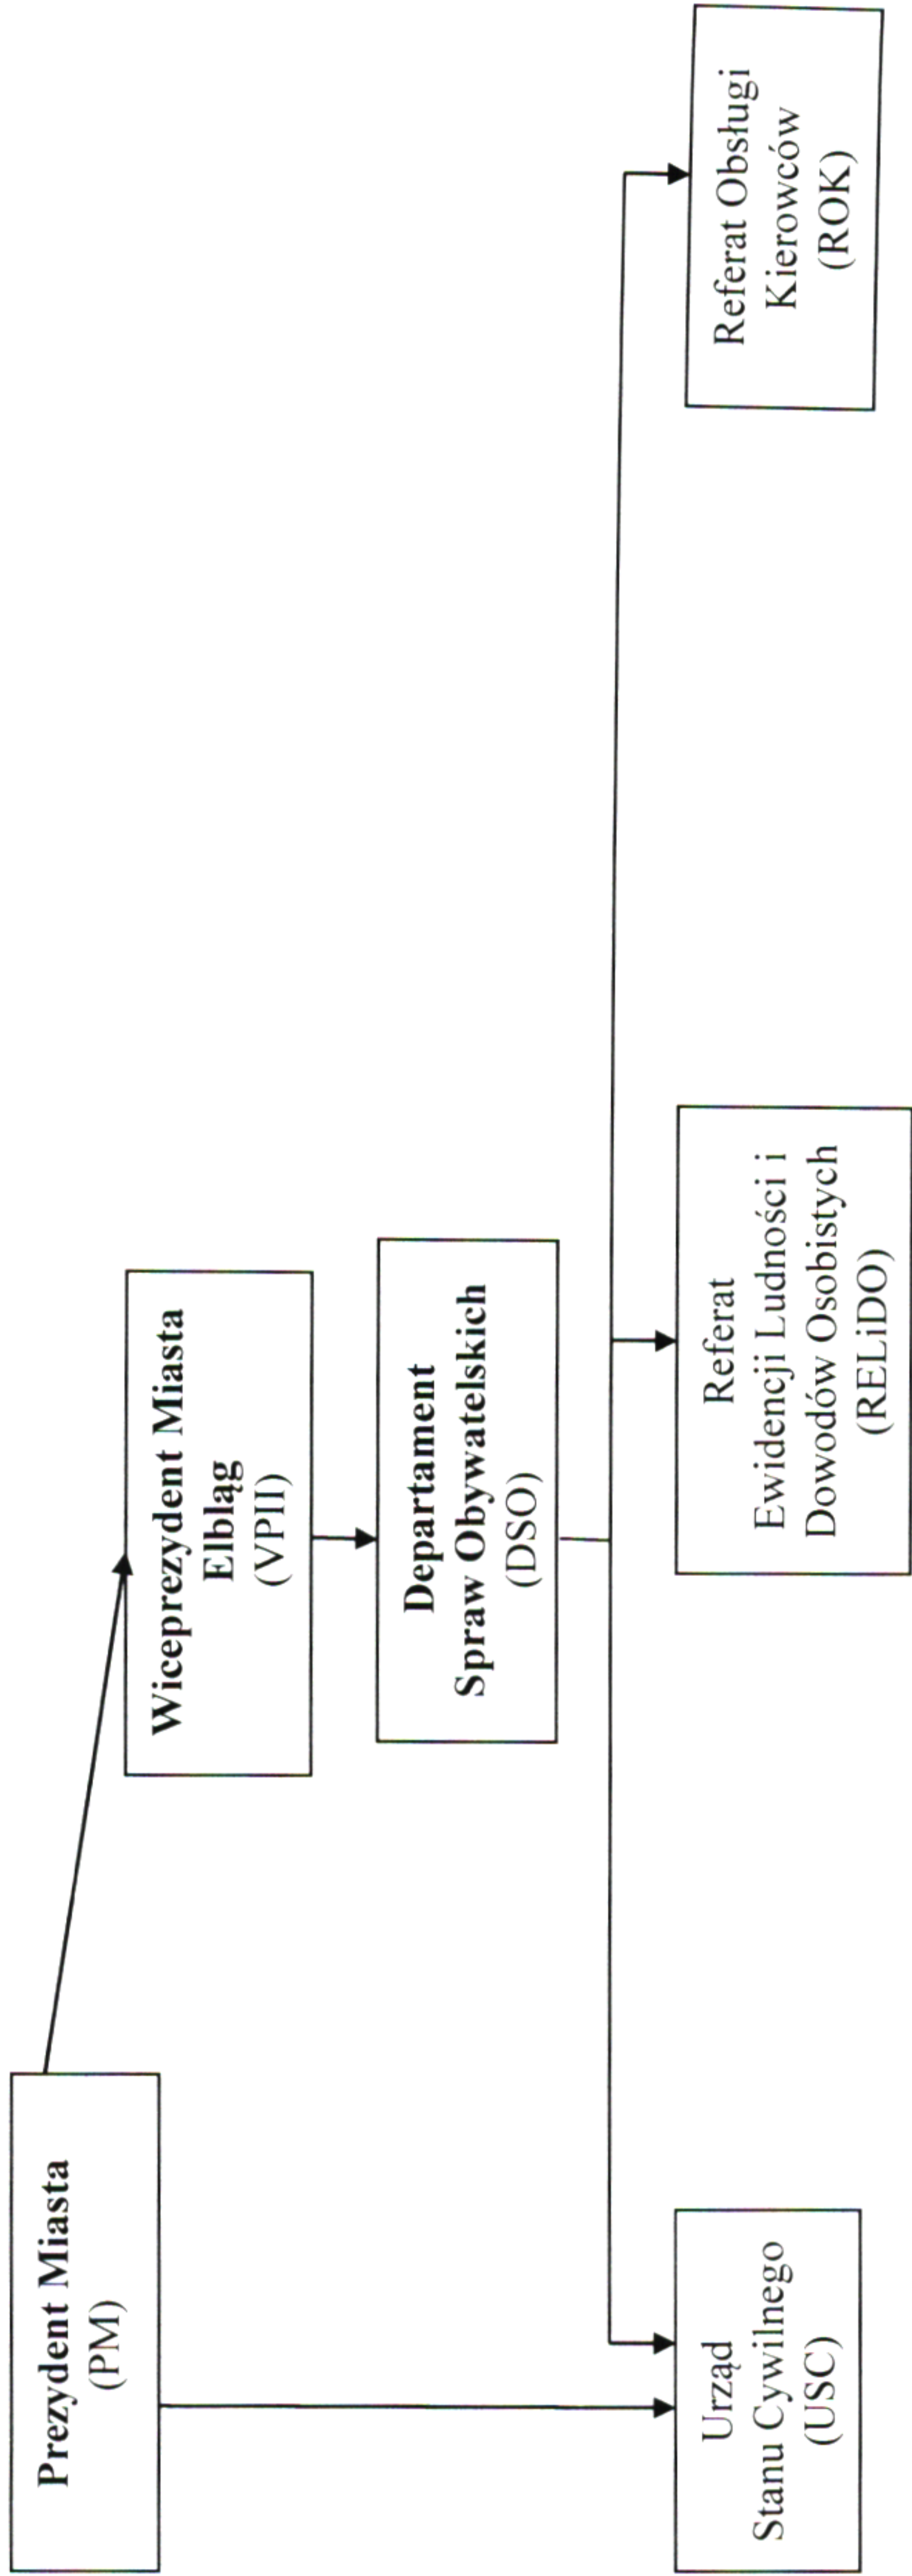 Prezydent Miasta
(PM)
Wiceprezydent Miasta
Elbląg
(VPII)
Departament
Spraw Obywatelskich
(DSO)
Urząd
Stanu Cywilnego
(USC)
Referat
Ewidencji Ludności i
Dowodów Osobistych
(RELiDO)
Referat Obsługi
Kierowców
(ROK)